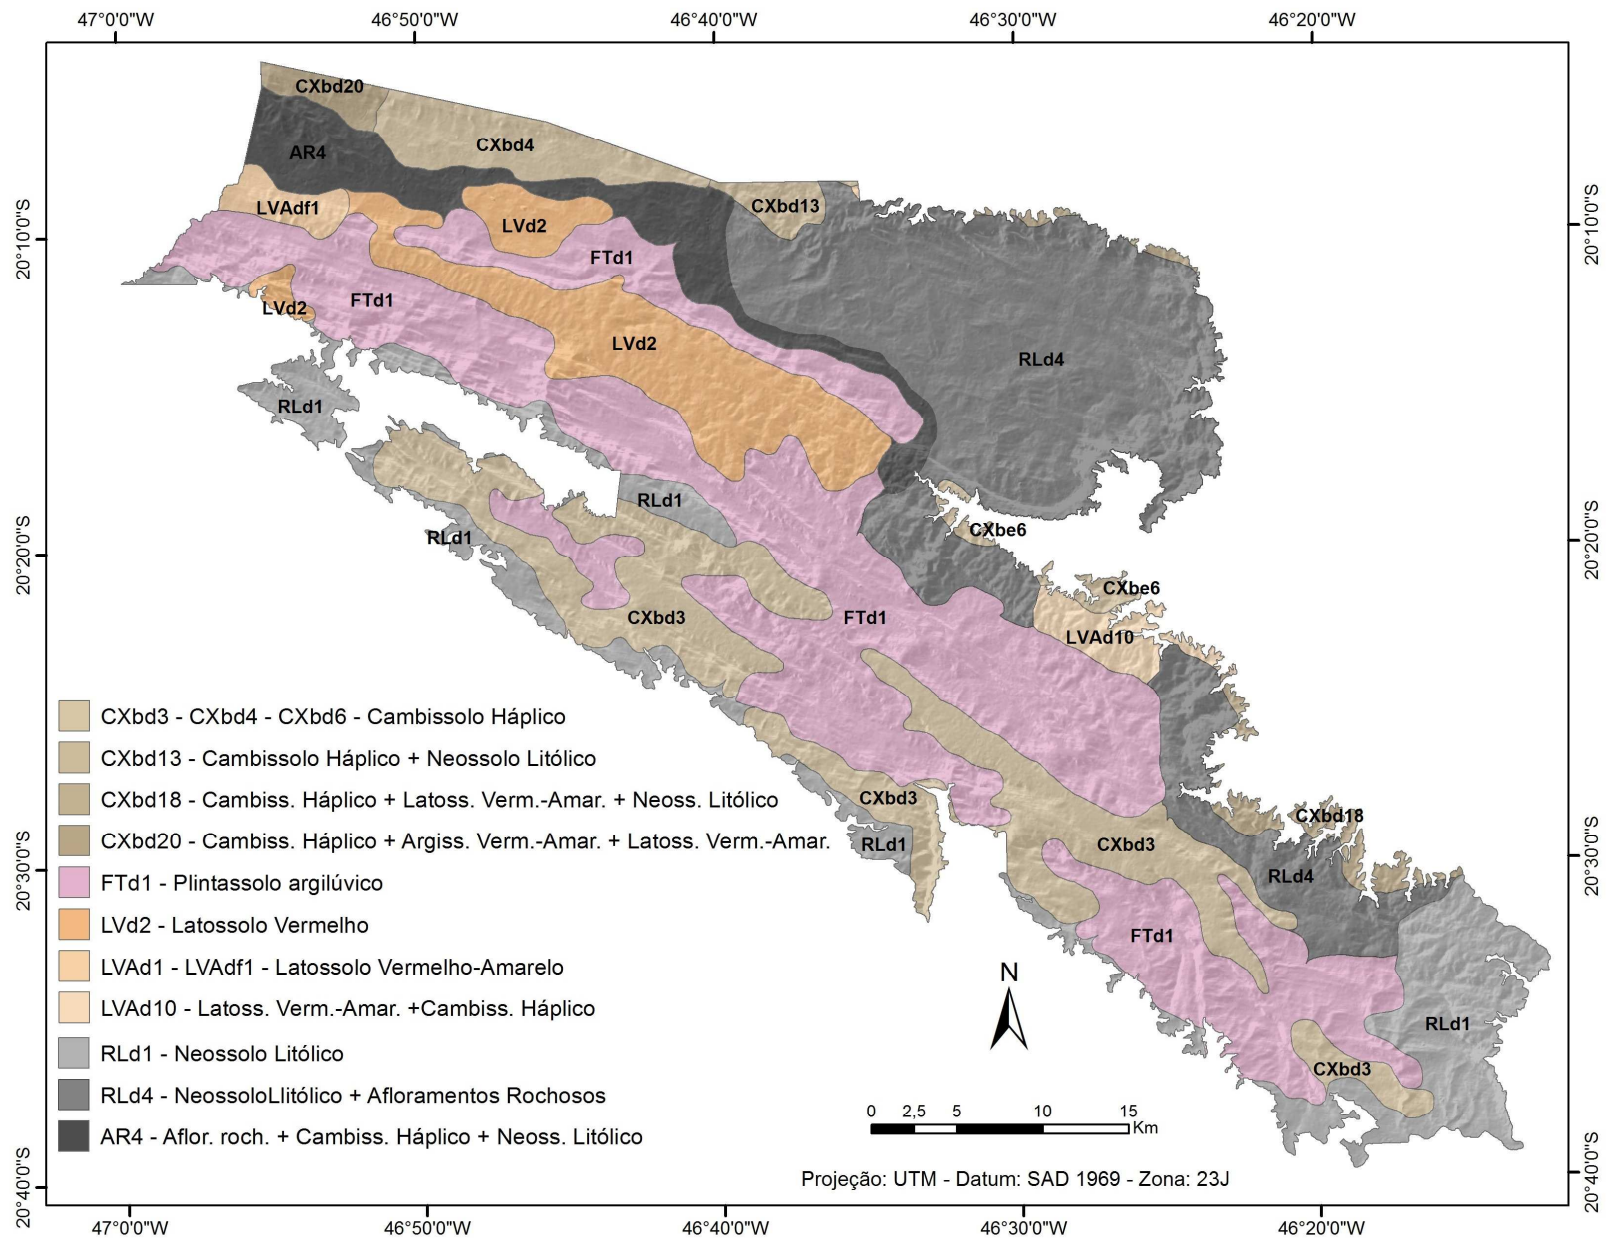 47°0'0"W 46°50'0"W 46°40'0"W 46°30'0"W 46°20'0"W
CXbd20
CXbd4
AR4
CXbd13
LVAdf1
LVd2
20°10'0"S
20°10'0"S
FTd1
FTd1
LVd2
LVd2
RLd4
RLd1
RLd1
CXbe6
RLd1
20°20'0"S
20°20'0"S
CXbe6
CXbd3
FTd1
LVAd10
CXbd3
CXbd18
RLd1
CXbd3
RLd4
20°30'0"S
20°30'0"S
FTd1
RLd1
CXbd3
CXbd3 - CXbd4 - CXbd6 - Cambissolo Háplico
CXbd13 - Cambissolo Háplico + Neossolo Litólico
CXbd18 - Cambiss. Háplico + Latoss. Verm.-Amar. + Neoss. Litólico
CXbd20 - Cambiss. Háplico + Argiss. Verm.-Amar. + Latoss. Verm.-Amar.
FTd1 - Plintassolo argilúvico
LVd2 - Latossolo Vermelho
LVAd1 - LVAdf1 - Latossolo Vermelho-Amarelo
LVAd10 - Latoss. Verm.-Amar. +Cambiss. Háplico
RLd1 - Neossolo Litólico
RLd4 - NeossoloLlitólico + Afloramentos Rochosos
AR4 - Aflor. roch. + Cambiss. Háplico + Neoss. Litólico
N
0 2,5 5 10 15
Km
Projeção: UTM - Datum: SAD 1969 - Zona: 23J
20°40'0"S
20°40'0"S
47°0'0"W 46°50'0"W 46°40'0"W 46°30'0"W 46°20'0"W